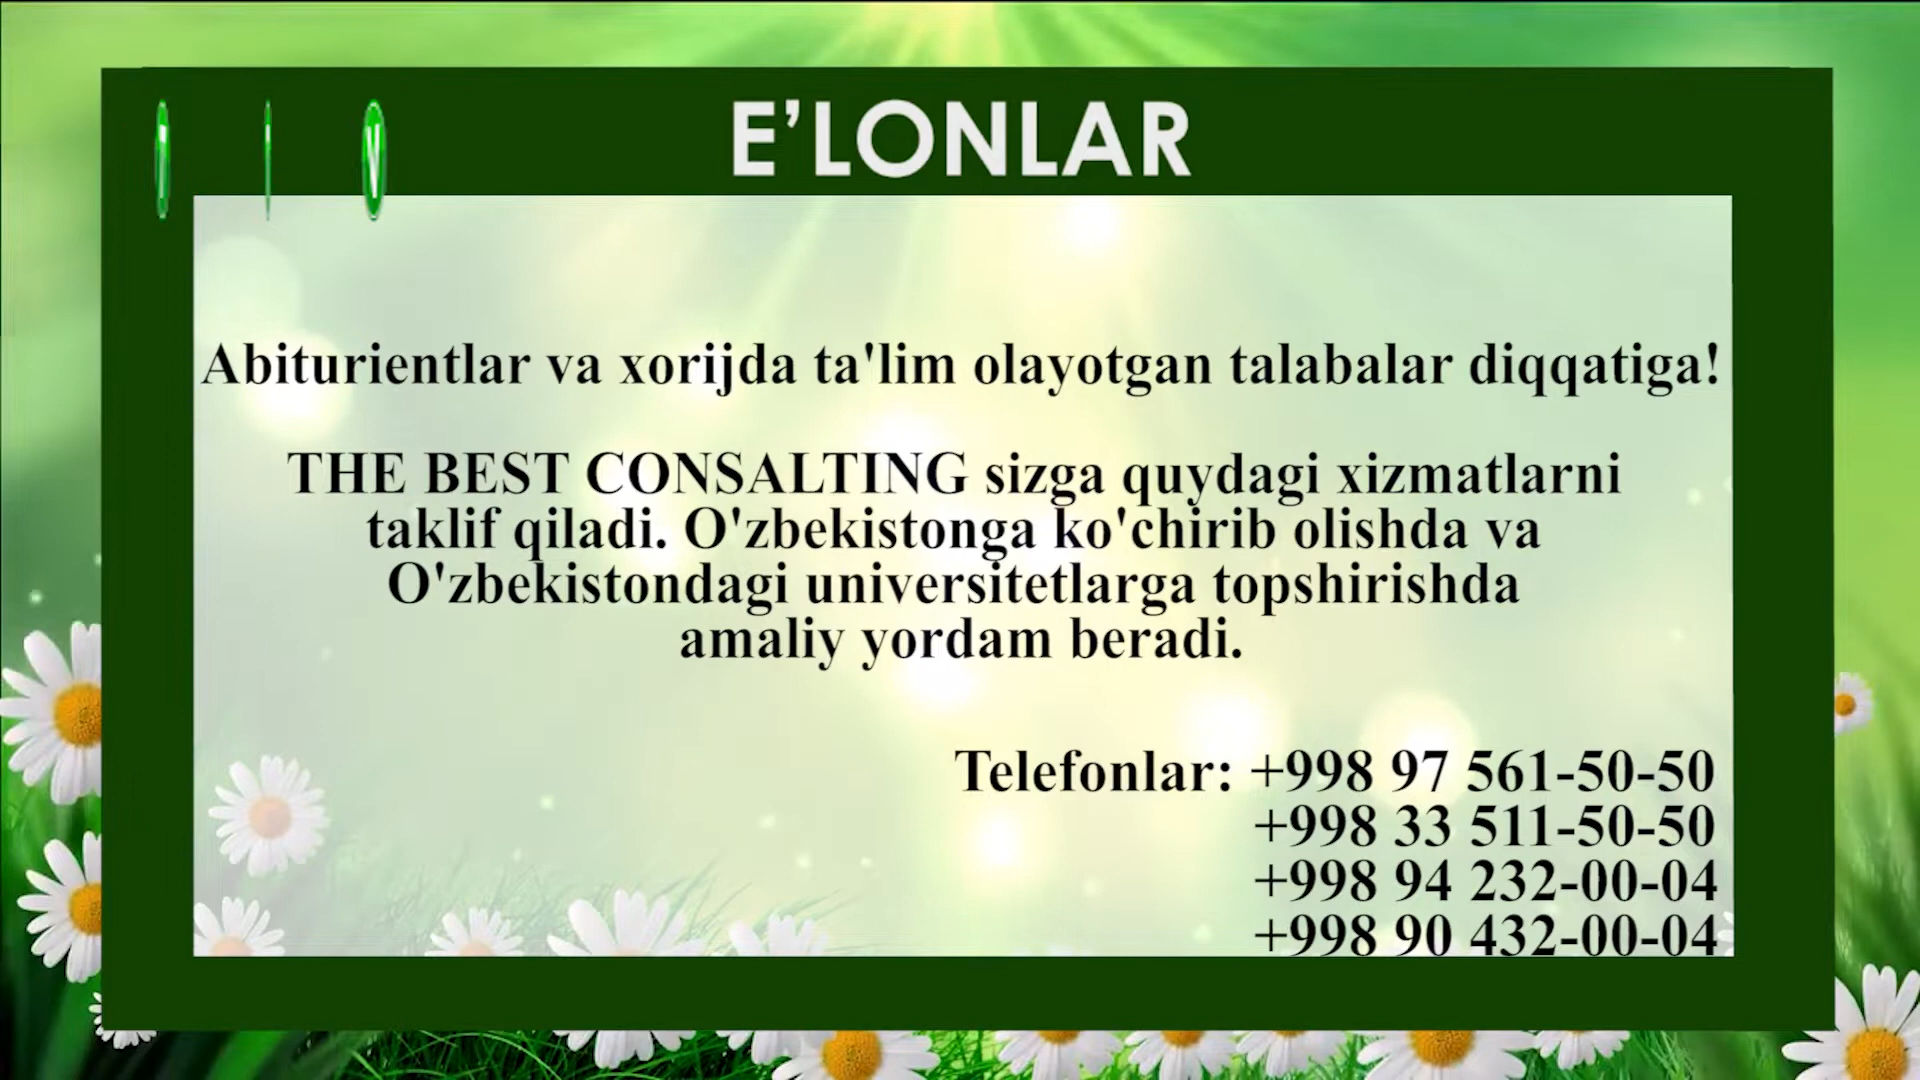 E’LONLAR
Abiturientlar va xorijda ta'lim olayotgan talabalar diqqatiga!
THE BEST CONSALTING sizga quydagi xizmatlarni
taklif qiladi. O'zbekistonga ko'chirib olishda va
O'zbekistondagi universitetlarga topshirishda
amaliy yordam beradi.
Telefonlar: +998 97 561-50-50
+998 33 511-50-50
+998 94 232-00-04
+998 90 432-00-04